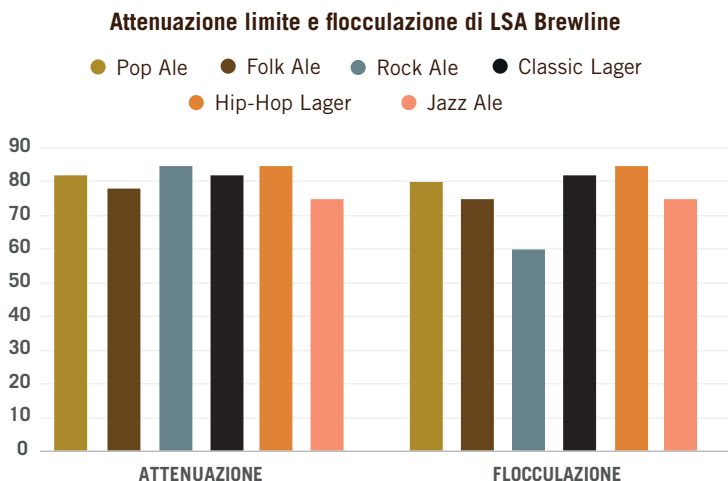 Attenuazione limite e flocculazione di LSA Brewline
Pop Ale Folk Ale Rock Ale Classic Lager
Hip-Hop Lager Jazz Ale
90
80
70
60
50
40
30
20
10
0
ATTENUAZIONE FLOCCULAZIONE